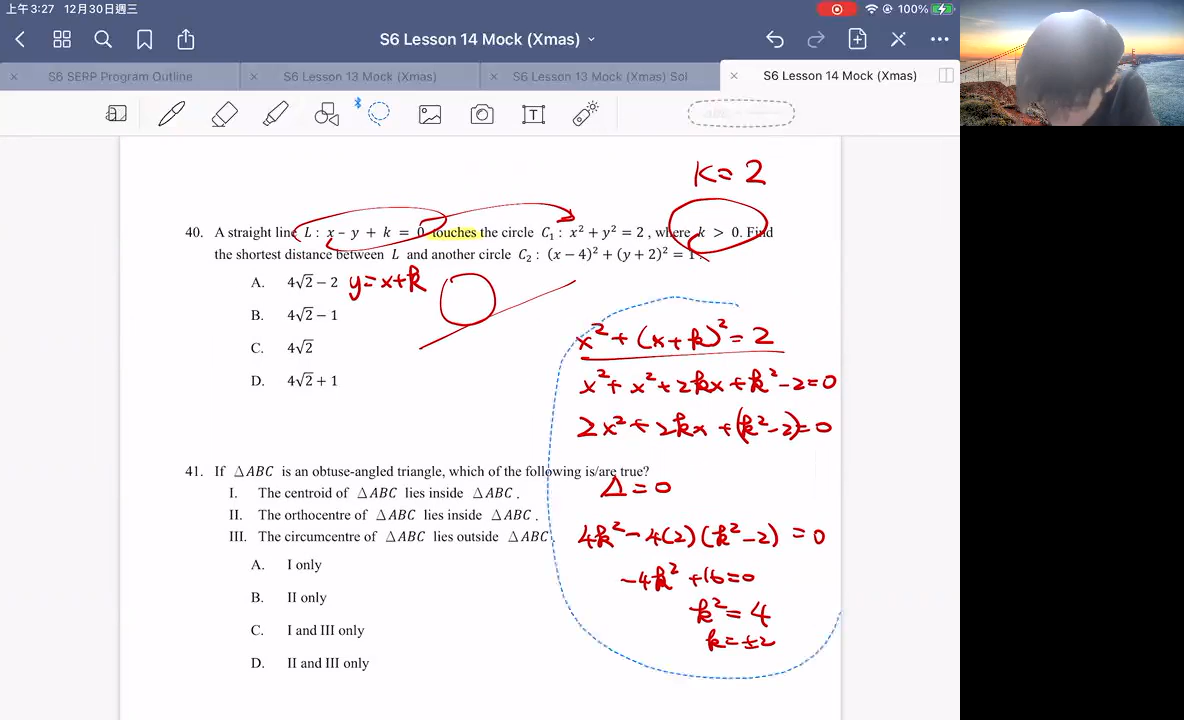 上午3:27 12月30日週三
100%
S6 Lesson 14 Mock (Xmas)
S6 SERP Program Outline
S6 Lesson 13 Mock (Xmas)
S6 Lesson 13 Mock (Xmas) Sol
S6 Lesson 14 Mock (Xmas)
K = 2
40. A straight line L : x − y + k = 0 touches the circle C₁ : x² + y² = 2 , where k > 0. Find
the shortest distance between L and another circle C₂ : (x − 4)² + (y + 2)² = 1 .
A. 4√2 − 2
y = x+k
B. 4√2 − 1
C. 4√2
D. 4√2 + 1
x² + (x+k)² = 2
x² + x² + 2kx + k² − 2 = 0
2x² + 2kx + (k² − 2) = 0
41. If △ABC is an obtuse-angled triangle, which of the following is/are true?
I. The centroid of △ABC lies inside △ABC .
II. The orthocentre of △ABC lies inside △ABC .
III. The circumcentre of △ABC lies outside △ABC .
A. I only
B. II only
C. I and III only
D. II and III only
Δ = 0
4k² − 4(2)(k² − 2) = 0
−4k² + 16 = 0
k² = 4
k = ±2